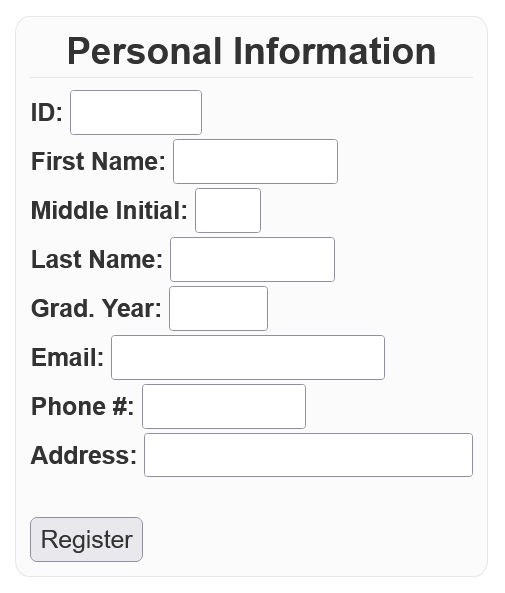 Personal Information
ID:
First Name:
Middle Initial:
Last Name:
Grad. Year:
Email:
Phone #:
Address:
Register